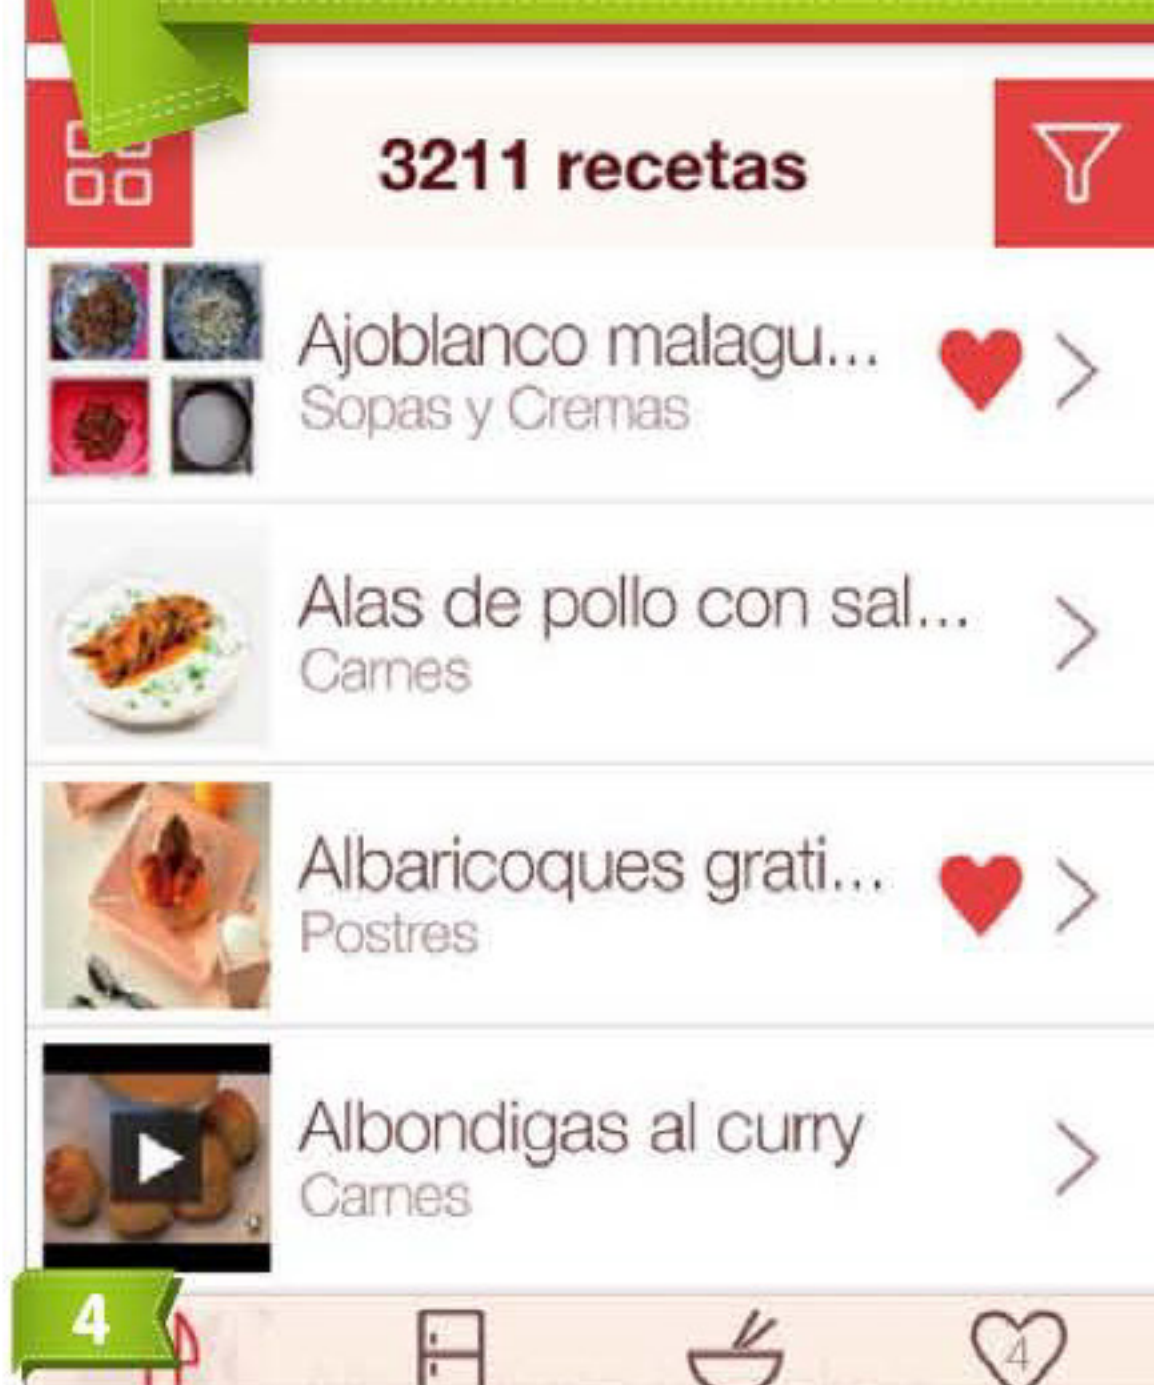 3211 recetas
Ajoblanco malagu...
Sopas y Cremas
Alas de pollo con sal...
Carnes
Albaricoques grati...
Postres
Albondigas al curry
Carnes
4
4